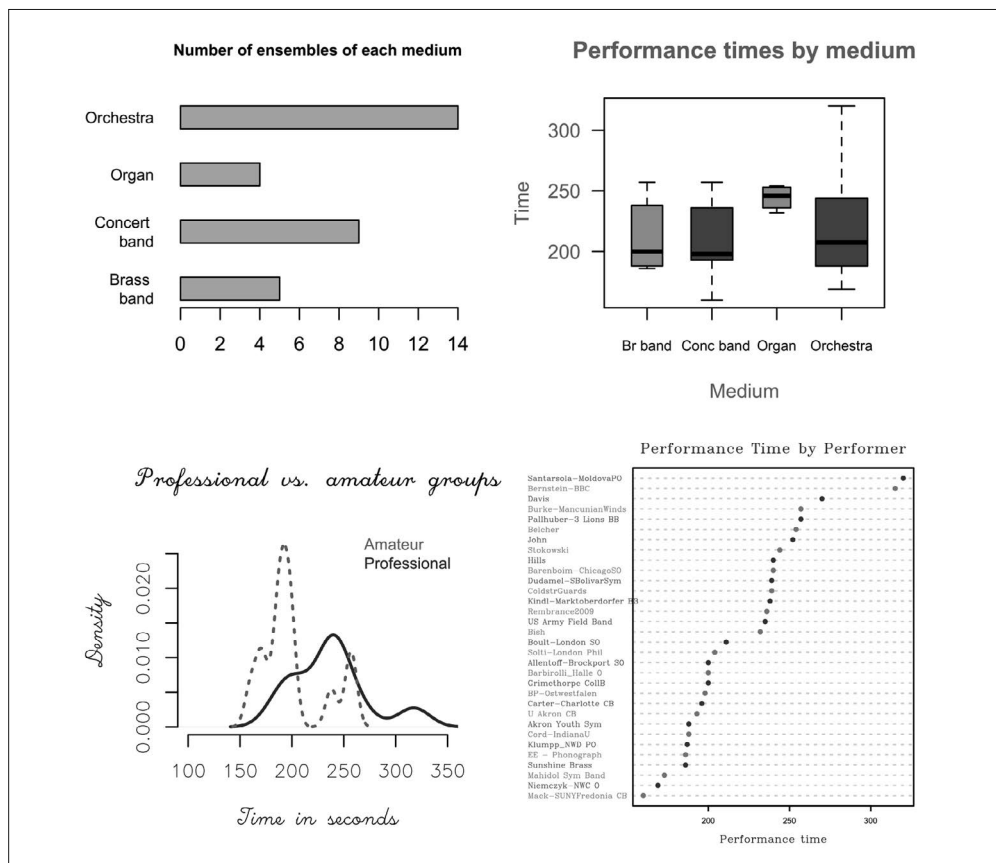 Number of ensembles of each medium
Orchestra
Organ
Concert
band
Brass
band
0 2 4 6 8 10 12 14
Performance times by medium
Time
300
250
200
Br band Conc band Organ Orchestra
Medium
Professional vs. amateur groups
Amateur
Professional
Density
0.020
0.010
0.000
100 150 200 250 300 350
Time in seconds
Performance Time by Performer
Santarsola-MoldovaPO
Bernstein-BBC
Davis
Burke-MancunianWinds
Pallhuber-3 Lions BB
Belcher
John
Stokowski
Hills
Barenboim-ChicagoSO
Dudamel-SBolivarSym
ColdstrGuards
Kindl-Marktoberdorfer BB
Rembrance2009
US Army Field Band
Bish
Boult-London SO
Solti-London Phil
Allentoff-Brockport SO
Barbirolli_Halle O
Grimethorpe CollB
BP-Ostwestfalen
Carter-Charlotte CB
U Akron CB
Akron Youth Sym
Cord-IndianaU
Klumpp_NWD PO
EE - Phonograph
Sunshine Brass
Mahidol Sym Band
Niemczyk-NWC O
Mack-SUNYFredonia CB
200 250 300
Performance time